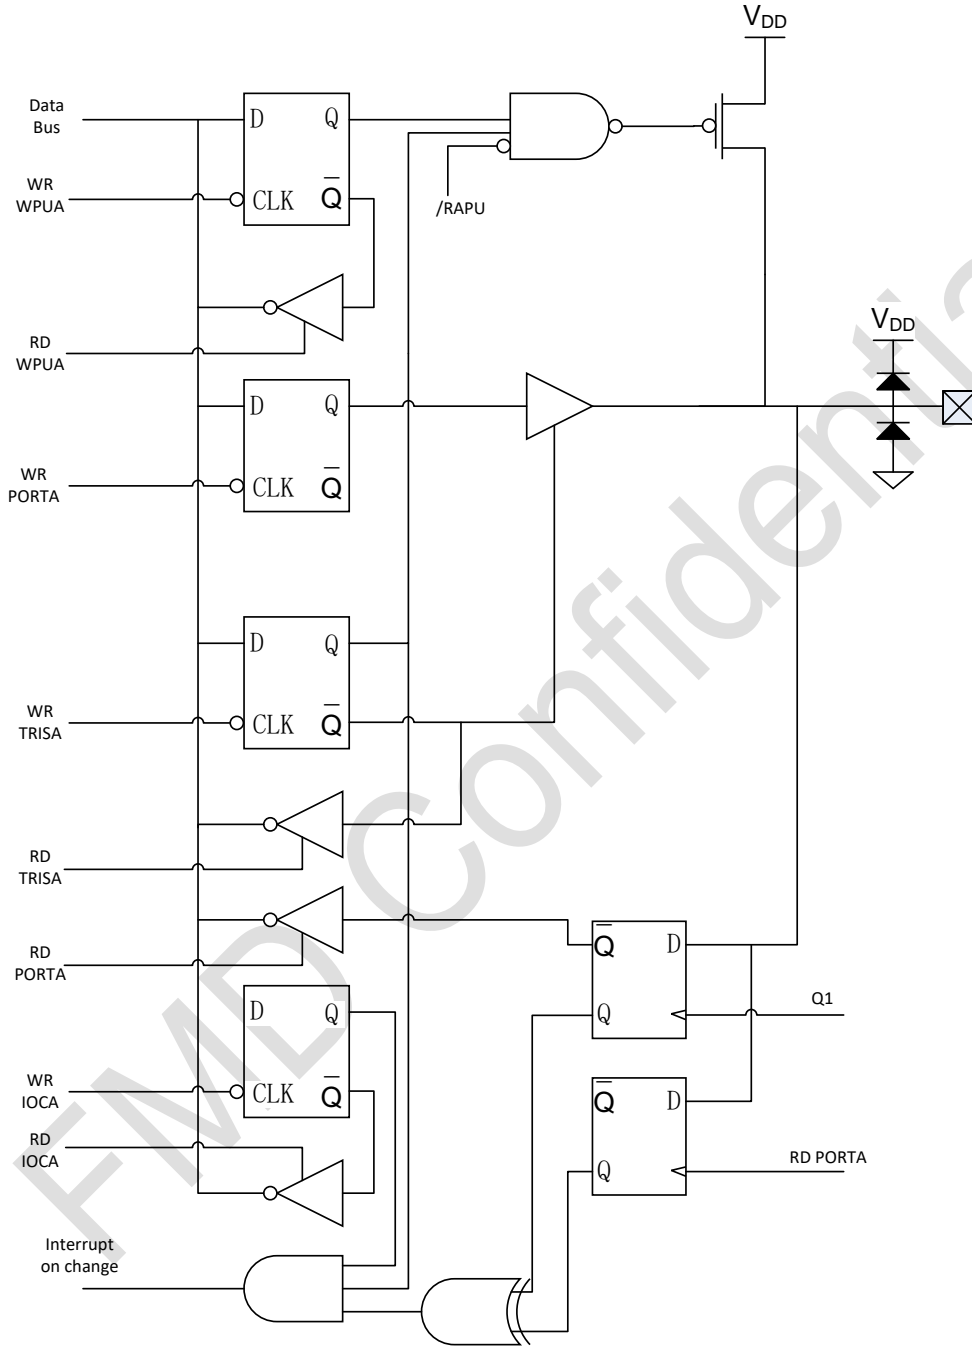 VDD
Data
Bus
D Q
WR
WPUA
CLK Q
/RAPU
RD
WPUA
VDD
D Q
WR
PORTA
CLK Q
D Q
WR
TRISA
CLK Q
RD
TRISA
RD
PORTA
Q D
Q1
Q
D Q
WR
IOCA
CLK Q
Q D
RD
IOCA
RD PORTA
Q
Interrupt
on change
FMD Confidentia